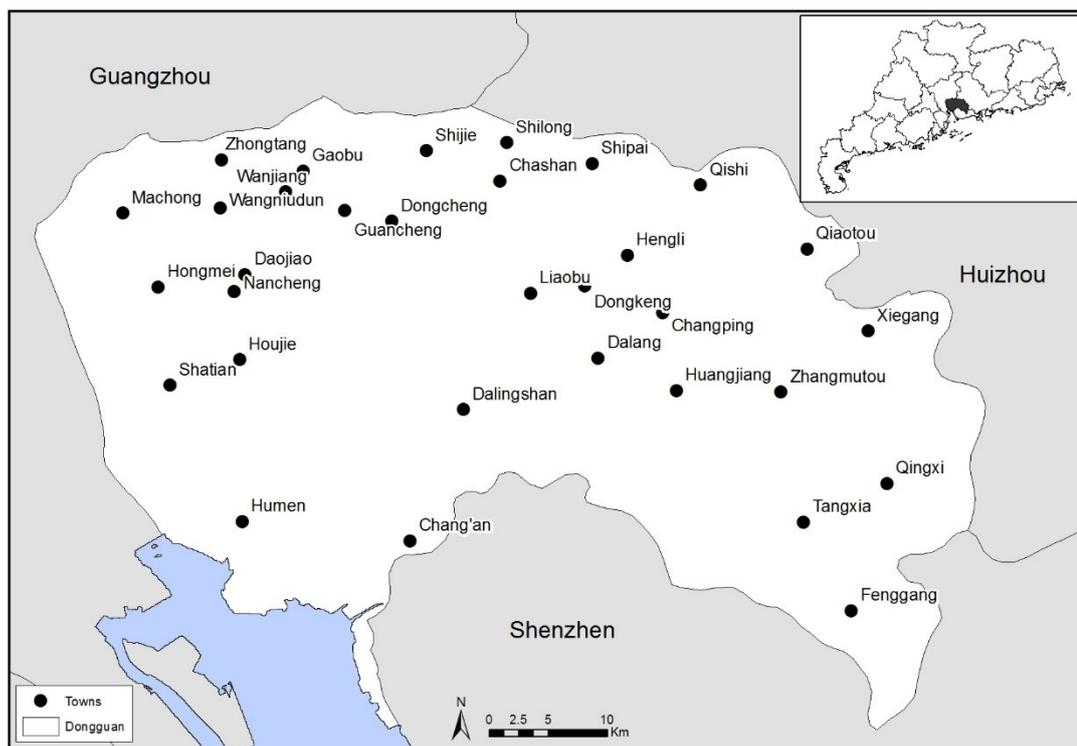 Guangzhou
Shilong
Shijie
Zhongtang
Gaobu
Shipai
Chashan
Wanjiang
Qishi
Machong
Wangniudun
Dongcheng
Guancheng
Qiaotou
Hengli
Daojiao
Hongmei
Nancheng
Liaobu
Huizhou
Dongkeng
Xiegang
Changping
Houjie
Dalang
Shatian
Huangjiang
Zhangmutou
Dalingshan
Qingxi
Humen
Tangxia
Chang'an
Fenggang
Shenzhen
Towns
Dongguan
N
0 2.5 5 10
Km